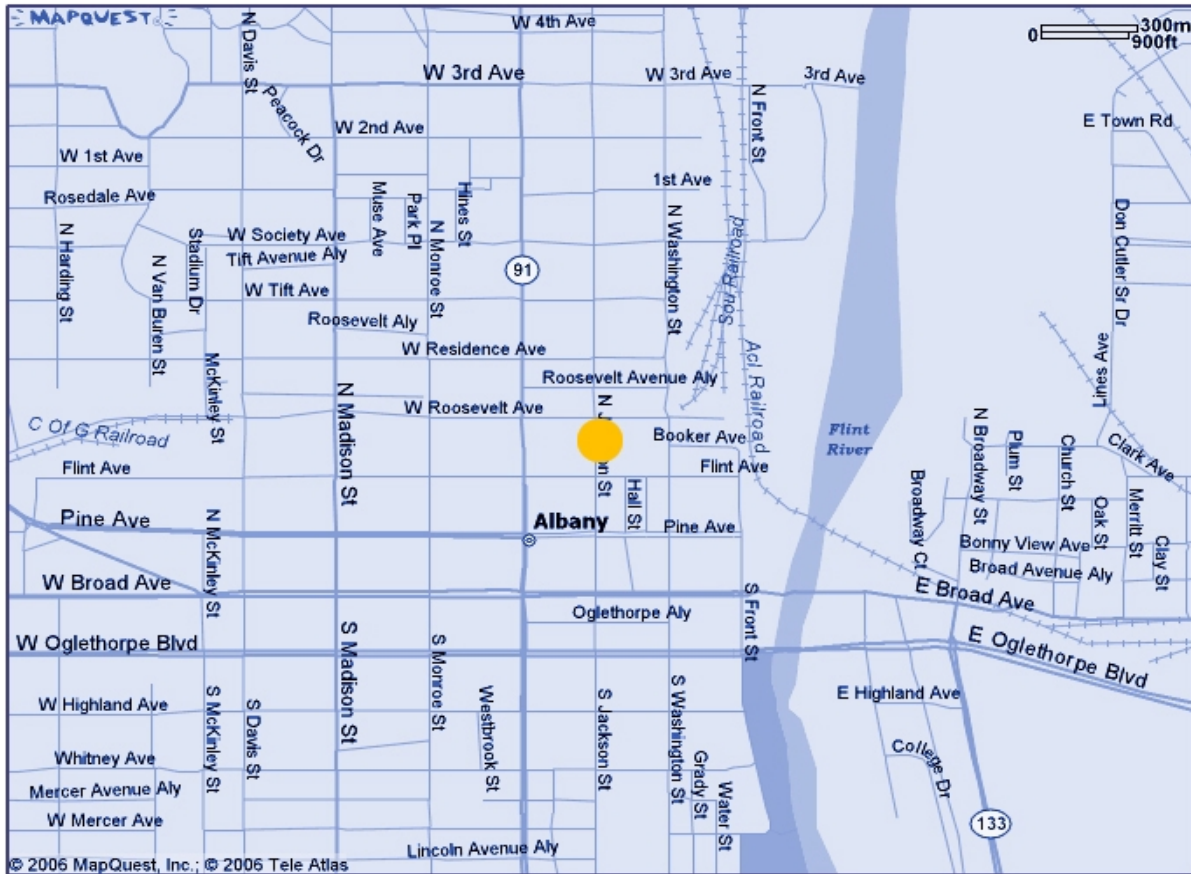 MAPQUEST
W 4th Ave
300m
0
900ft
N Davis St
W 3rd Ave
W 3rd Ave
3rd Ave
Peacock Dr
N Front St
E Town Rd
W 2nd Ave
W 1st Ave
1st Ave
Rosedale Ave
Muse Ave
Park Pl
Hines St
N Harding St
N Van Buren St
Stadium Dr
W Society Ave
Tift Avenue Aly
N Monroe St
N Washington St
Sou Railroad
Don Cutler Sr Dr
91
W Tift Ave
Roosevelt Aly
W Residence Ave
Acl Railroad
Lines Ave
McKinley St
Roosevelt Avenue Aly
N Madison St
W Roosevelt Ave
N J
on St
Booker Ave
Flint River
C Of G Railroad
Flint Ave
Flint Ave
Hall St
N Broadway St
Plum St
Church St
Clark Ave
Broadway Ct
Oak St
Merritt St
Clay St
Pine Ave
Albany
Pine Ave
N McKinley St
Bonny View Ave
Broad Avenue Aly
W Broad Ave
E Broad Ave
Oglethorpe Aly
S Front St
W Oglethorpe Blvd
E Oglethorpe Blvd
S Madison St
S Monroe St
W Highland Ave
E Highland Ave
S McKinley St
S Davis St
Westbrook St
S Jackson St
S Washington St
Grady St
Water St
College Dr
Whitney Ave
Mercer Avenue Aly
W Mercer Ave
133
Lincoln Avenue Aly
© 2006 MapQuest, Inc.; © 2006 Tele Atlas